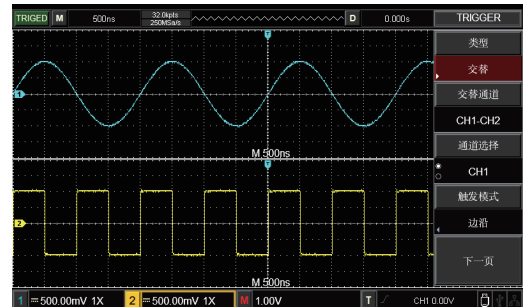 TRIGED M 500ns 32.0kpts 250MSa/s D 0.000s TRIGGER
类型
交替
交替通道
CH1-CH2
通道选择
CH1
触发模式
边沿
下一页
T
1
M 500ns
T
2
M 500ns
1 500.00mV 1X 2 500.00mV 1X M 1.00V T CH1 0.00V